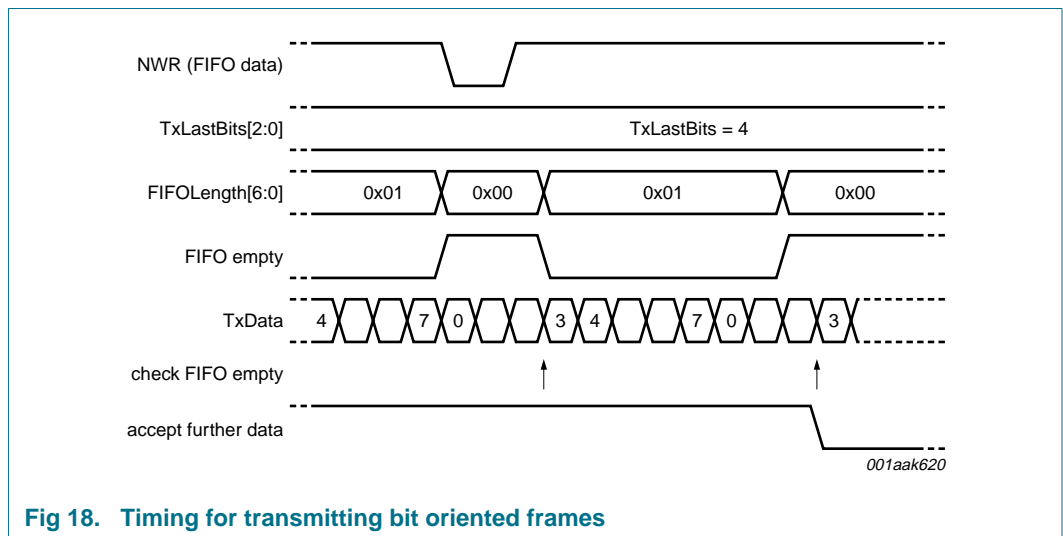 NWR (FIFO data)
TxLastBits[2:0] TxLastBits = 4
FIFOLength[6:0] 0x01 0x00 0x01 0x00
FIFO empty
TxData 4 7 0 3 4 7 0 3
check FIFO empty
accept further data
001aak620
Fig 18. Timing for transmitting bit oriented frames